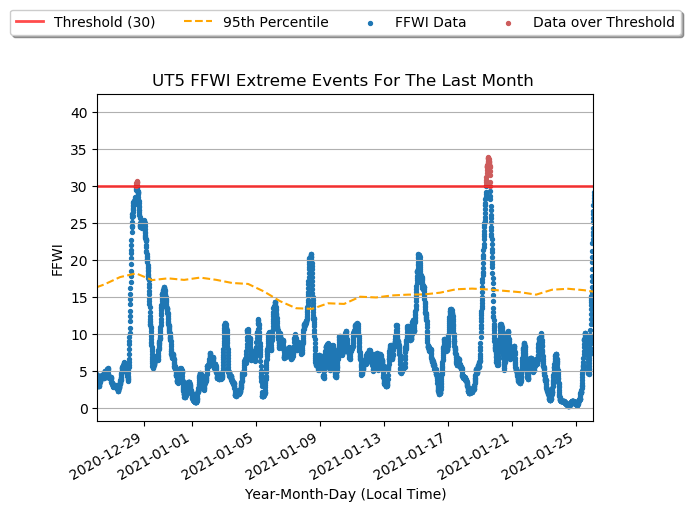 Threshold (30) 95th Percentile FFWI Data Data over Threshold
UT5 FFWI Extreme Events For The Last Month
40
35
30
25
20
15
10
5
0
FFWI
2020-12-29 2021-01-01 2021-01-05 2021-01-09 2021-01-13 2021-01-17 2021-01-21 2021-01-25
Year-Month-Day (Local Time)